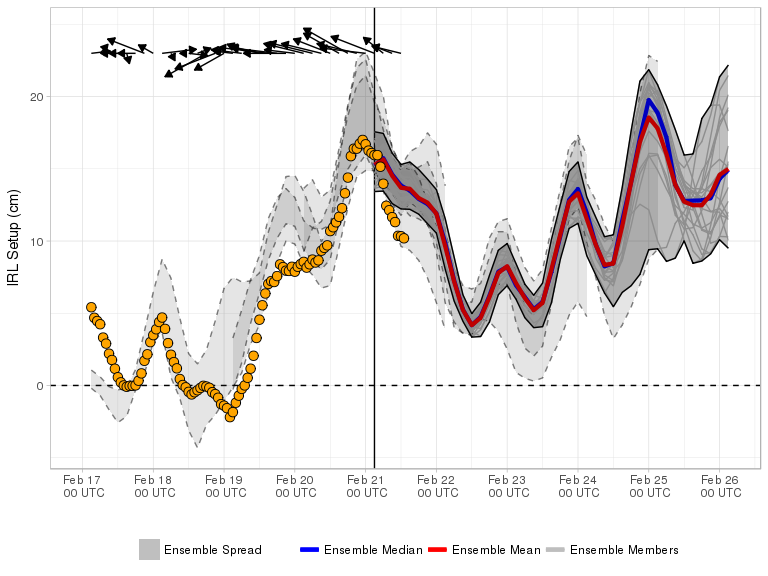 IRL Setup (cm)
20
10
0
Feb 17 Feb 18 Feb 19 Feb 20 Feb 21 Feb 22 Feb 23 Feb 24 Feb 25 Feb 26
00 UTC 00 UTC 00 UTC 00 UTC 00 UTC 00 UTC 00 UTC 00 UTC 00 UTC 00 UTC
Ensemble Spread Ensemble Median Ensemble Mean Ensemble Members